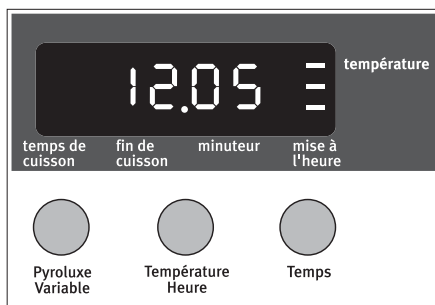 12.05
température
temps de
cuisson
fin de
cuisson
minuteur
mise à
l'heure
Pyroluxe
Variable
Température
Heure
Temps